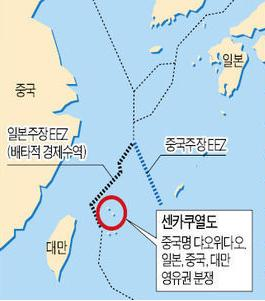 중국
일본
일본주장 EEZ
(배타적 경제수역)
중국주장 EEZ
대만
센카쿠열도
중국명 다오위다오.
일본, 중국, 대만
영유권 분쟁